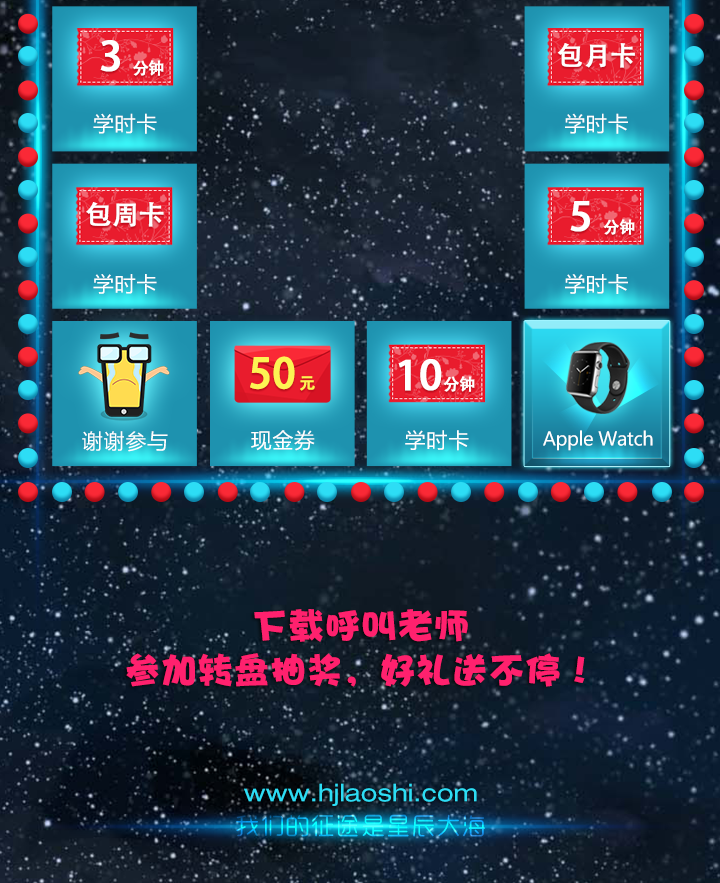 3分钟
学时卡
包月卡
学时卡
包周卡
学时卡
5分钟
学时卡
谢谢参与
50元
现金券
10分钟
学时卡
Apple Watch
下载呼叫老师
参加转盘抽奖、好礼送不停！
www.hjlaoshi.com
我们的征途是星辰大海